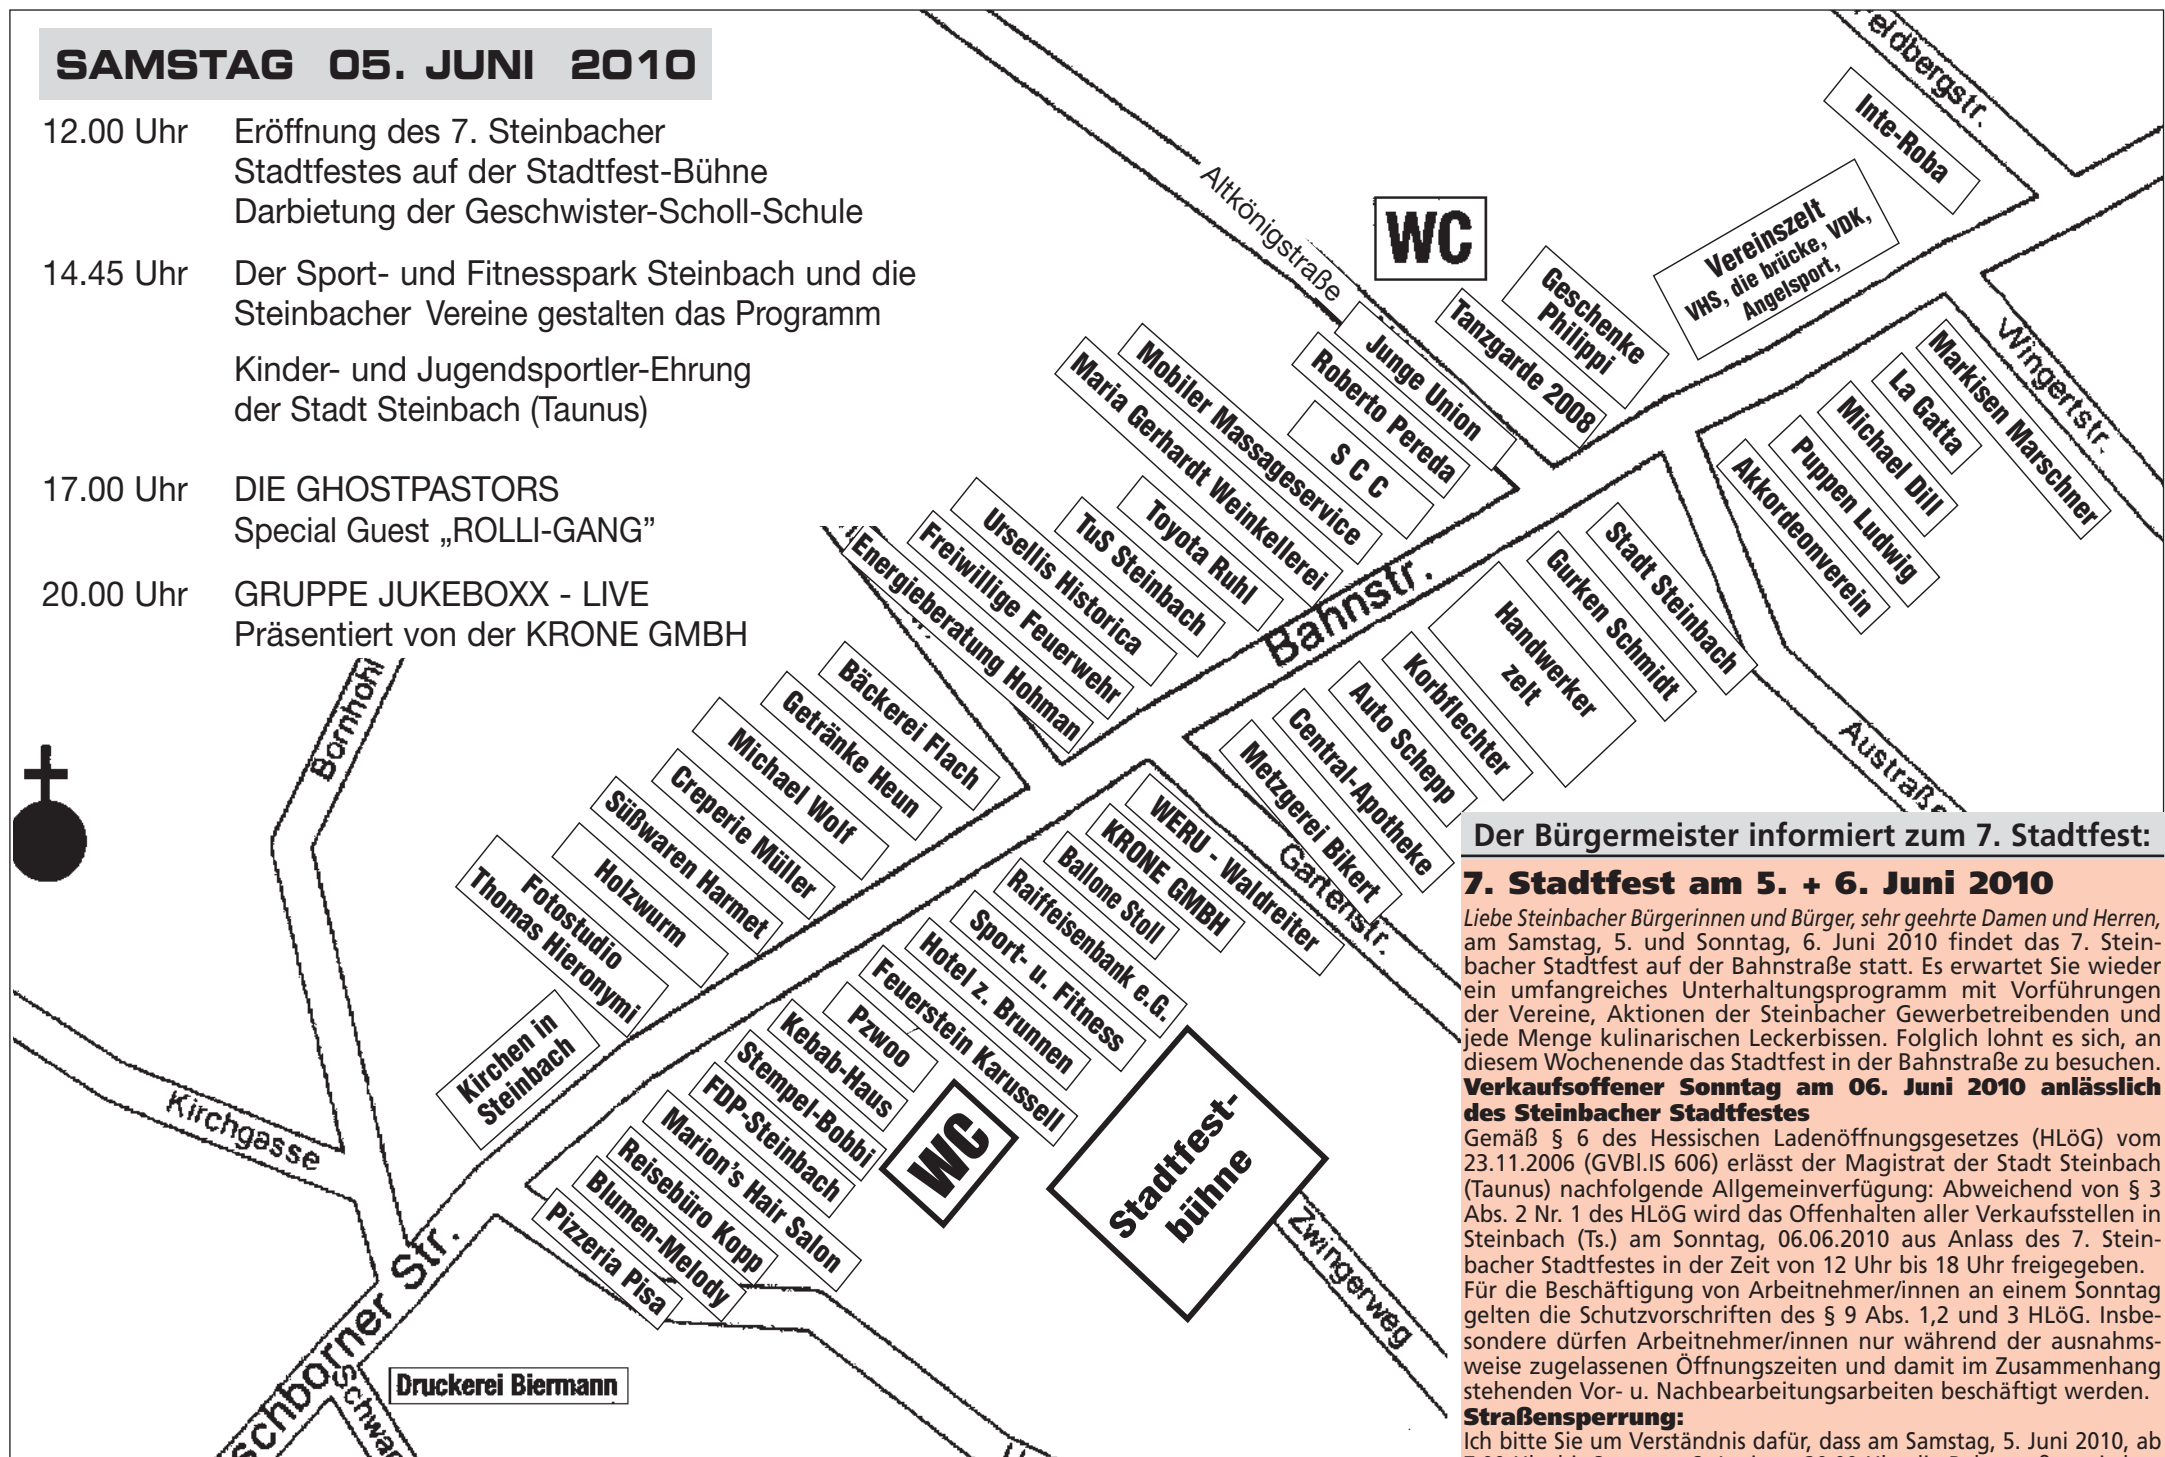 SAMSTAG 05. JUNI 2010
12.00 Uhr Eröffnung des 7. Steinbacher
Stadtfestes auf der Stadtfest-Bühne
Darbietung der Geschwister-Scholl-Schule
14.45 Uhr Der Sport- und Fitnesspark Steinbach und die
Steinbacher Vereine gestalten das Programm
Kinder- und Jugendsportler-Ehrung
der Stadt Steinbach (Taunus)
17.00 Uhr DIE GHOSTPASTORS
Special Guest „ROLLI-GANG”
20.00 Uhr GRUPPE JUKEBOXX - LIVE
Präsentiert von der KRONE GMBH
Feldbergstr.
Inte-Roba
Altkönigstraße
WC
Vereinszelt
VHS, die brücke, VDK,
Angelsport,
Geschenke
Philippi
Tanzgarde 2008
Junge Union
Roberto Pereda
S C C
Mobiler Massageservice
Maria Gerhardt Weinkellerei
Toyota Ruhl
TuS Steinbach
Ursellis Historica
Freiwillige Feuerwehr
Energieberatung Hohman
Bahnstr.
Wingertstr.
Markisen Marschner
La Gatta
Michael Dill
Puppen Ludwig
Akkordeonverein
Stadt Steinbach
Gurken Schmidt
Handwerker
zelt
Korbflechter
Auto Schepp
Central-Apotheke
Metzgerei Bikert
Austraße
Gartenstr.
Bornhohl
Bäckerei Flach
Getränke Heun
Michael Wolf
Creperie Müller
Süßwaren Harmet
Holzwurm
Fotostudio
Thomas Hieronymi
Kirchen in
Steinbach
WERU - Waldreiter
KRONE GMBH
Ballone Stoll
Raiffeisenbank e.G.
Sport- u. Fitness
Hotel z. Brunnen
Feuerstein Karussell
Pzwoo
Kebab-Haus
Stempel-Bobbi
FDP-Steinbach
Marion's Hair Salon
Reisebüro Kopp
Blumen-Melody
Pizzeria Pisa
WC
Stadtfest-
bühne
Zwingerweg
Kirchgasse
schborner Str.
Schwa
Druckerei Biermann
Der Bürgermeister informiert zum 7. Stadtfest:
7. Stadtfest am 5. + 6. Juni 2010
Liebe Steinbacher Bürgerinnen und Bürger, sehr geehrte Damen und Herren,
am Samstag, 5. und Sonntag, 6. Juni 2010 findet das 7. Stein-
bacher Stadtfest auf der Bahnstraße statt. Es erwartet Sie wieder
ein umfangreiches Unterhaltungsprogramm mit Vorführungen
der Vereine, Aktionen der Steinbacher Gewerbetreibenden und
jede Menge kulinarischen Leckerbissen. Folglich lohnt es sich, an
diesem Wochenende das Stadtfest in der Bahnstraße zu besuchen.
Verkaufsoffener Sonntag am 06. Juni 2010 anlässlich
des Steinbacher Stadtfestes
Gemäß § 6 des Hessischen Ladenöffnungsgesetzes (HLöG) vom
23.11.2006 (GVBl.IS 606) erlässt der Magistrat der Stadt Steinbach
(Taunus) nachfolgende Allgemeinverfügung: Abweichend von § 3
Abs. 2 Nr. 1 des HLöG wird das Offenhalten aller Verkaufsstellen in
Steinbach (Ts.) am Sonntag, 06.06.2010 aus Anlass des 7. Stein-
bacher Stadtfestes in der Zeit von 12 Uhr bis 18 Uhr freigegeben.
Für die Beschäftigung von Arbeitnehmer/innen an einem Sonntag
gelten die Schutzvorschriften des § 9 Abs. 1,2 und 3 HLöG. Insbe-
sondere dürfen Arbeitnehmer/innen nur während der ausnahms-
weise zugelassenen Öffnungszeiten und damit im Zusammenhang
stehenden Vor- u. Nachbearbeitungsarbeiten beschäftigt werden.
Straßensperrung:
Ich bitte Sie um Verständnis dafür, dass am Samstag, 5. Juni 2010, ab